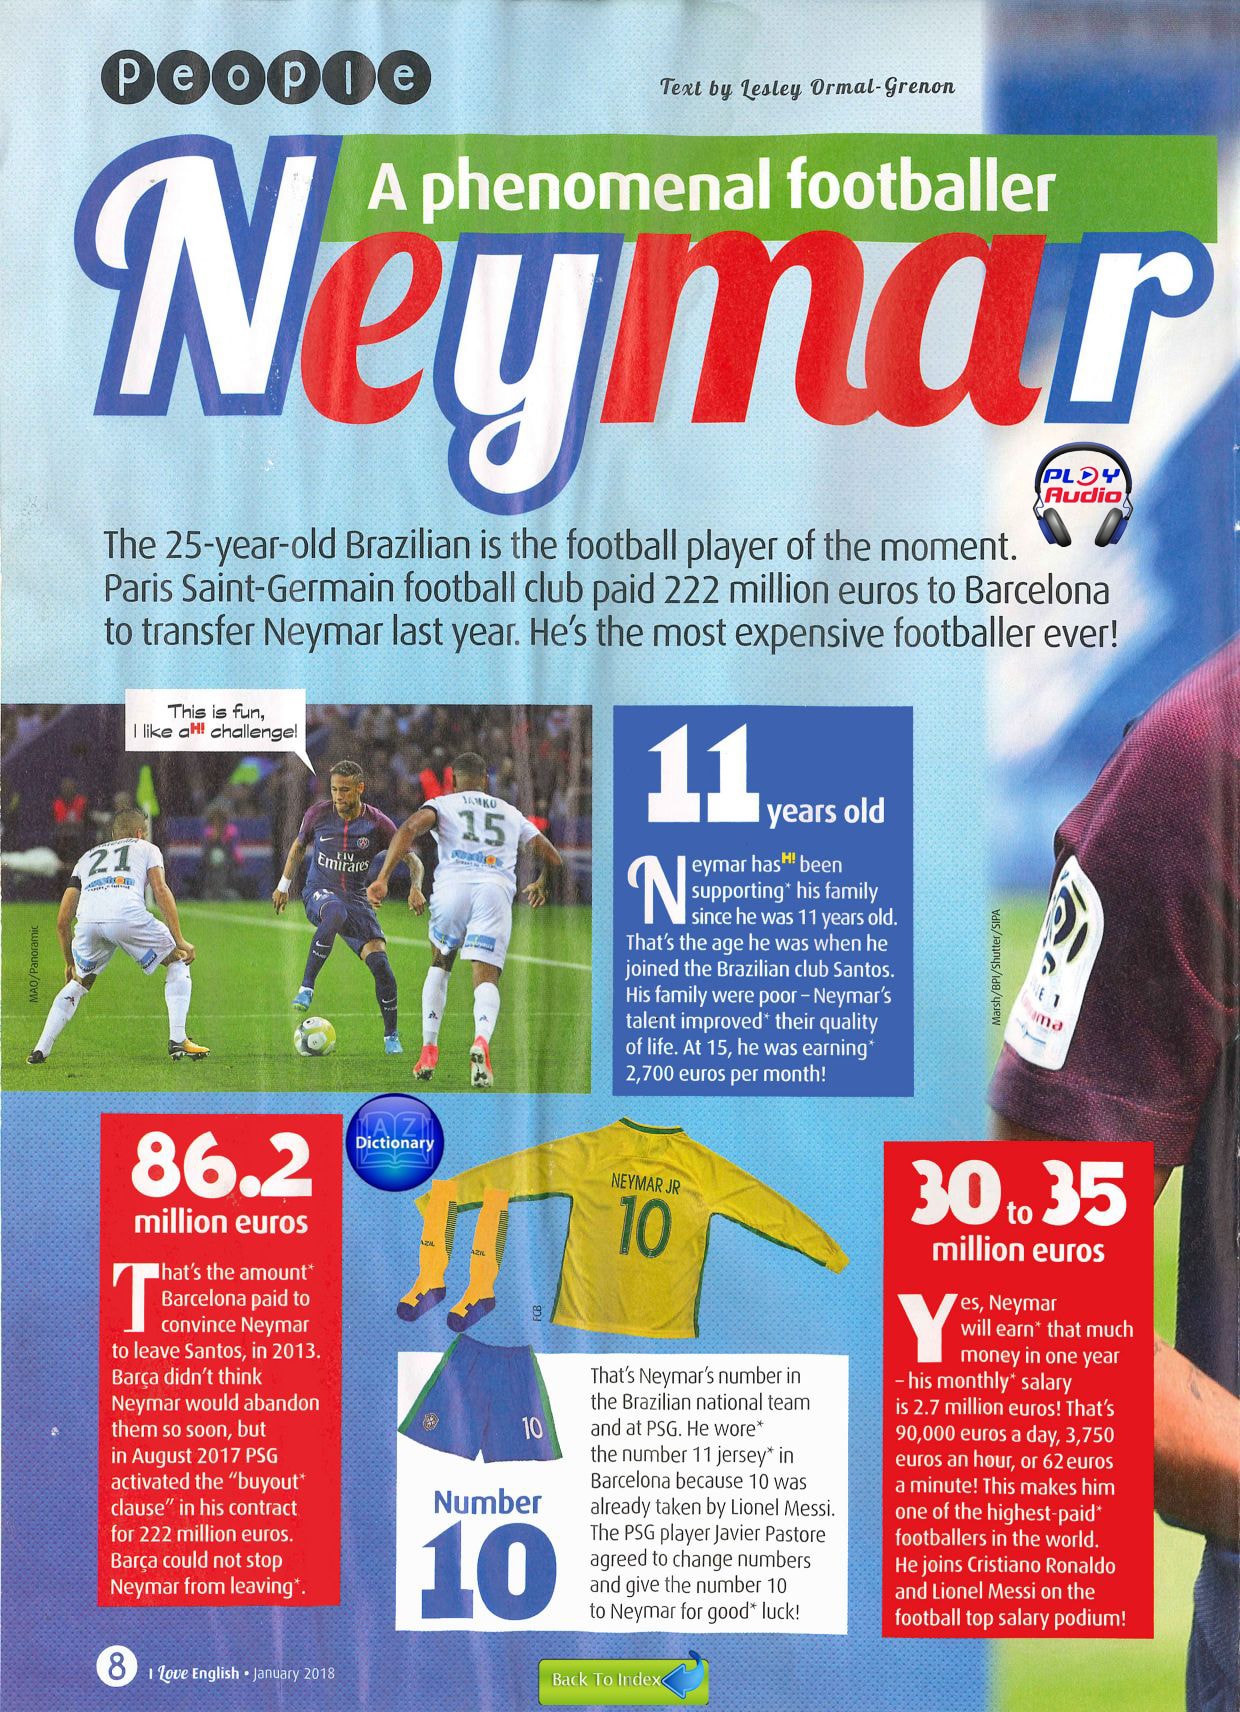 People
Text by Lesley Ormal-Grenon
A phenomenal footballer
Neymar
PLAY
Audio
The 25-year-old Brazilian is the football player of the moment.
Paris Saint-Germain football club paid 222 million euros to Barcelona
to transfer Neymar last year. He's the most expensive footballer ever!
This is fun,
I like aH! challenge!
21
15
Fly
Emirates
MAO/Panoramic
11
years old
Neymar hasH! been
supporting* his family
since he was 11 years old.
That's the age he was when he
joined the Brazilian club Santos.
His family were poor – Neymar's
talent improved* their quality
of life. At 15, he was earning*
2,700 euros per month!
Marsh/BPI/Shutter/SIPA
86.2
million euros
That's the amount*
Barcelona paid to
convince Neymar
to leave Santos, in 2013.
Barça didn't think
Neymar would abandon
them so soon, but
in August 2017 PSG
activated the “buyout*
clause” in his contract
for 222 million euros.
Barça could not stop
Neymar from leaving*.
A Z
Dictionary
NEYMAR JR
10
FCB
10
Number
10
That's Neymar's number in
the Brazilian national team
and at PSG. He wore*
the number 11 jersey* in
Barcelona because 10 was
already taken by Lionel Messi.
The PSG player Javier Pastore
agreed to change numbers
and give the number 10
to Neymar for good* luck!
30 to 35
million euros
Yes, Neymar
will earn* that much
money in one year
– his monthly* salary
is 2.7 million euros! That's
90,000 euros a day, 3,750
euros an hour, or 62 euros
a minute! This makes him
one of the highest-paid*
footballers in the world.
He joins Cristiano Ronaldo
and Lionel Messi on the
football top salary podium!
8 I Love English • January 2018
Back To Index